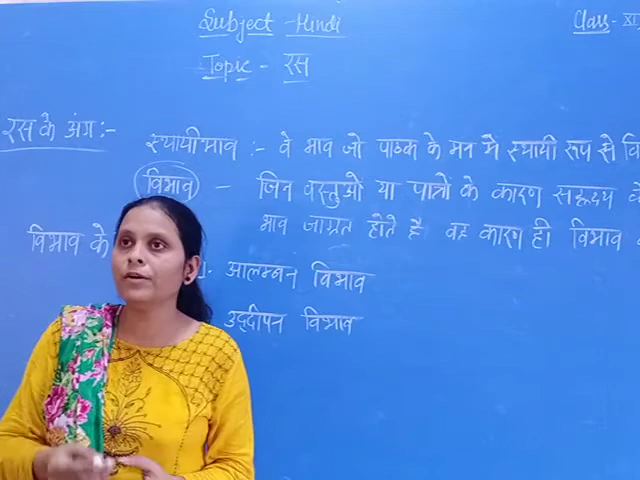 Subject - Hindi
Class - XI
Topic - रस
रस के अंग :-
स्थायीभाव :- वे भाव जो पाठक के मन में स्थायी रूप से
विभाव - जिन वस्तुओं या पात्रों के कारण सहृदय के
भाव जाग्रत होते है वह कारण ही विभाव
विभाव के
1. आलम्बन विभाव
उद्दीपन विभाव